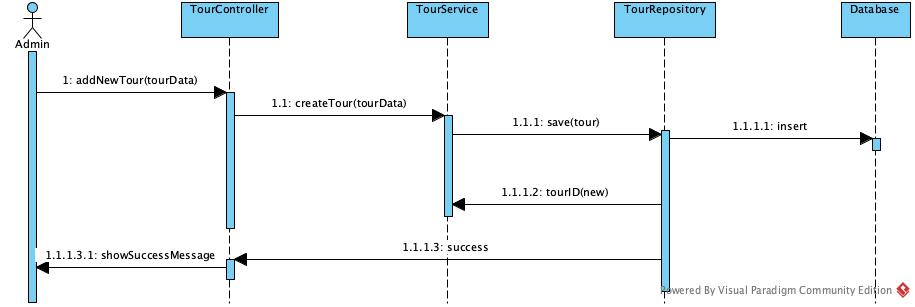 TourController
TourService
TourRepository
Database
Admin
1: addNewTour(tourData)
1.1: createTour(tourData)
1.1.1: save(tour)
1.1.1.1: insert
1.1.1.2: tourID(new)
1.1.1.3: success
1.1.1.3.1: showSuccessMessage
Powered By Visual Paradigm Community Edition